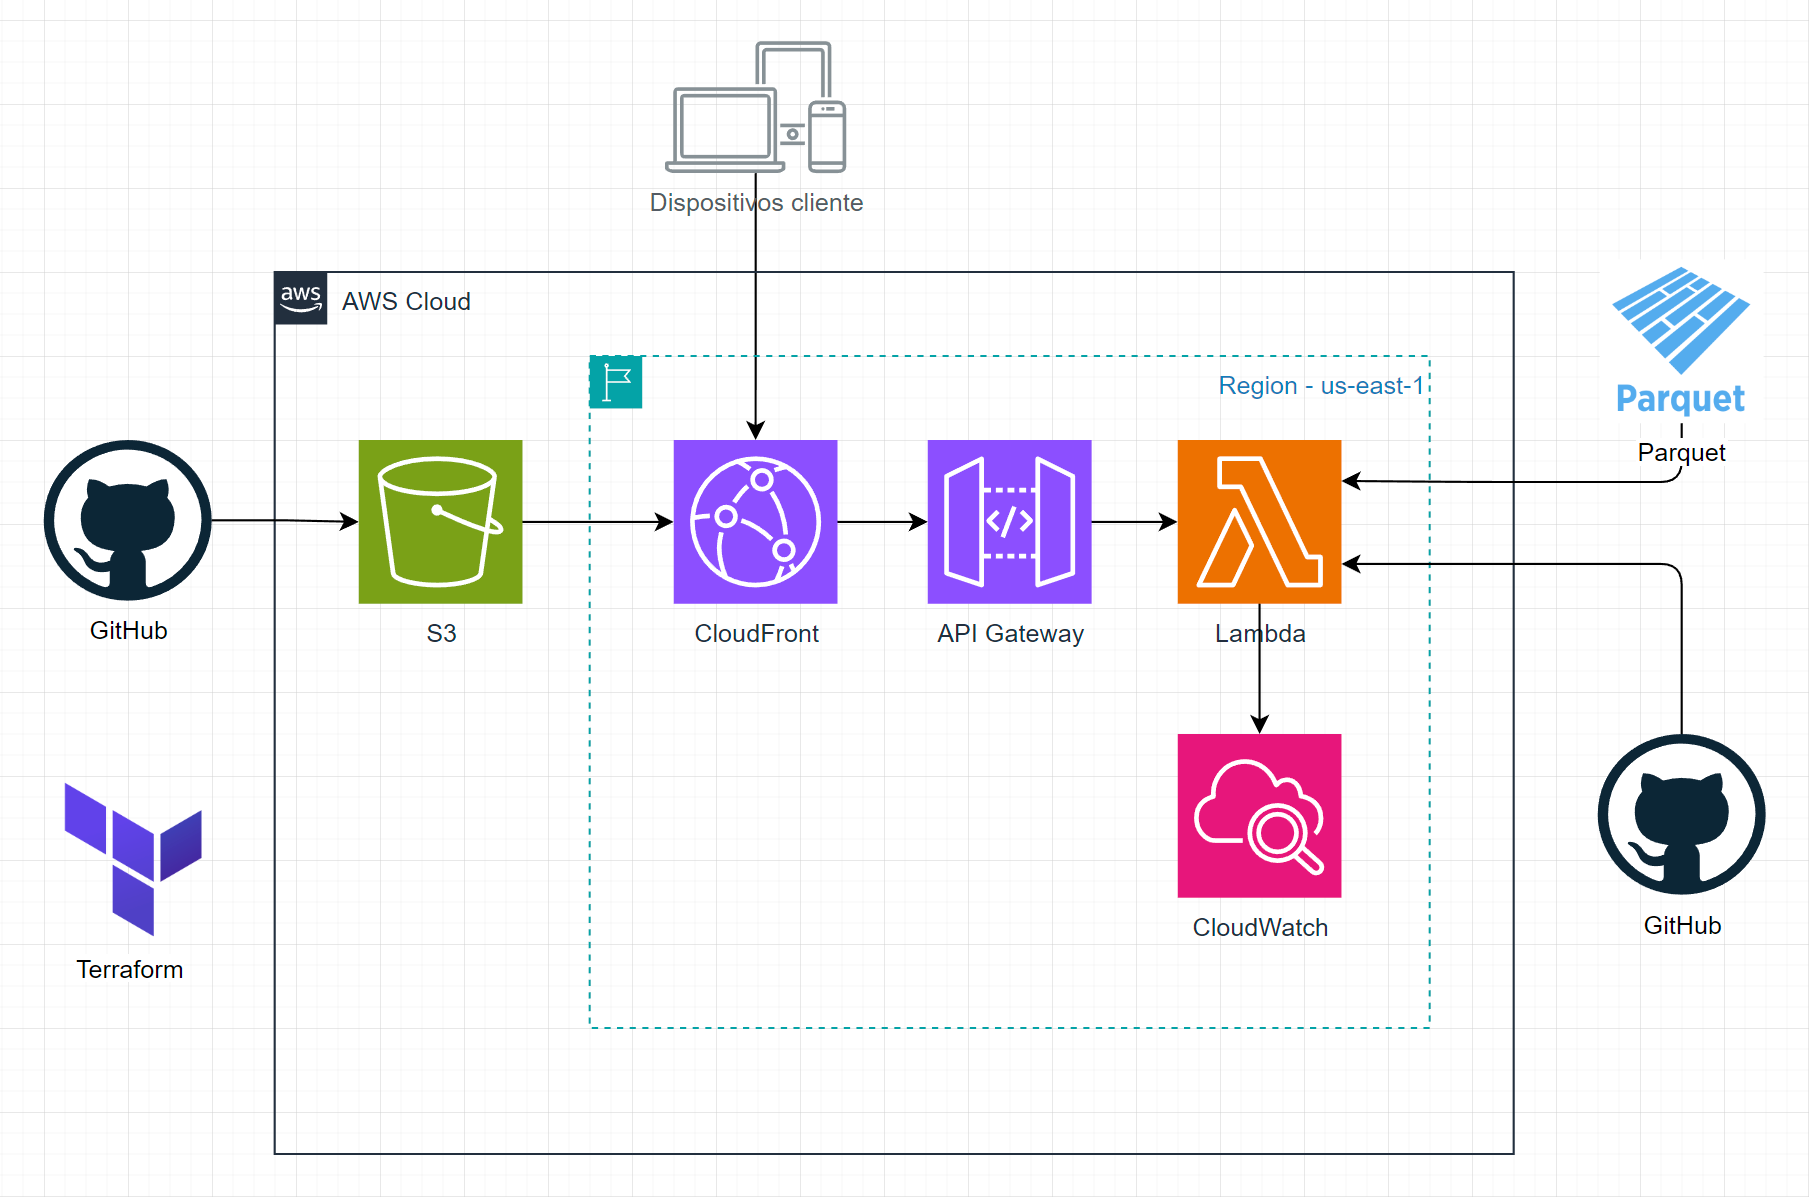 Dispositivos cliente
aws
AWS Cloud
Region - us-east-1
Parquet
Parquet
GitHub
S3
CloudFront
</>
API Gateway
Lambda
CloudWatch
GitHub
Terraform